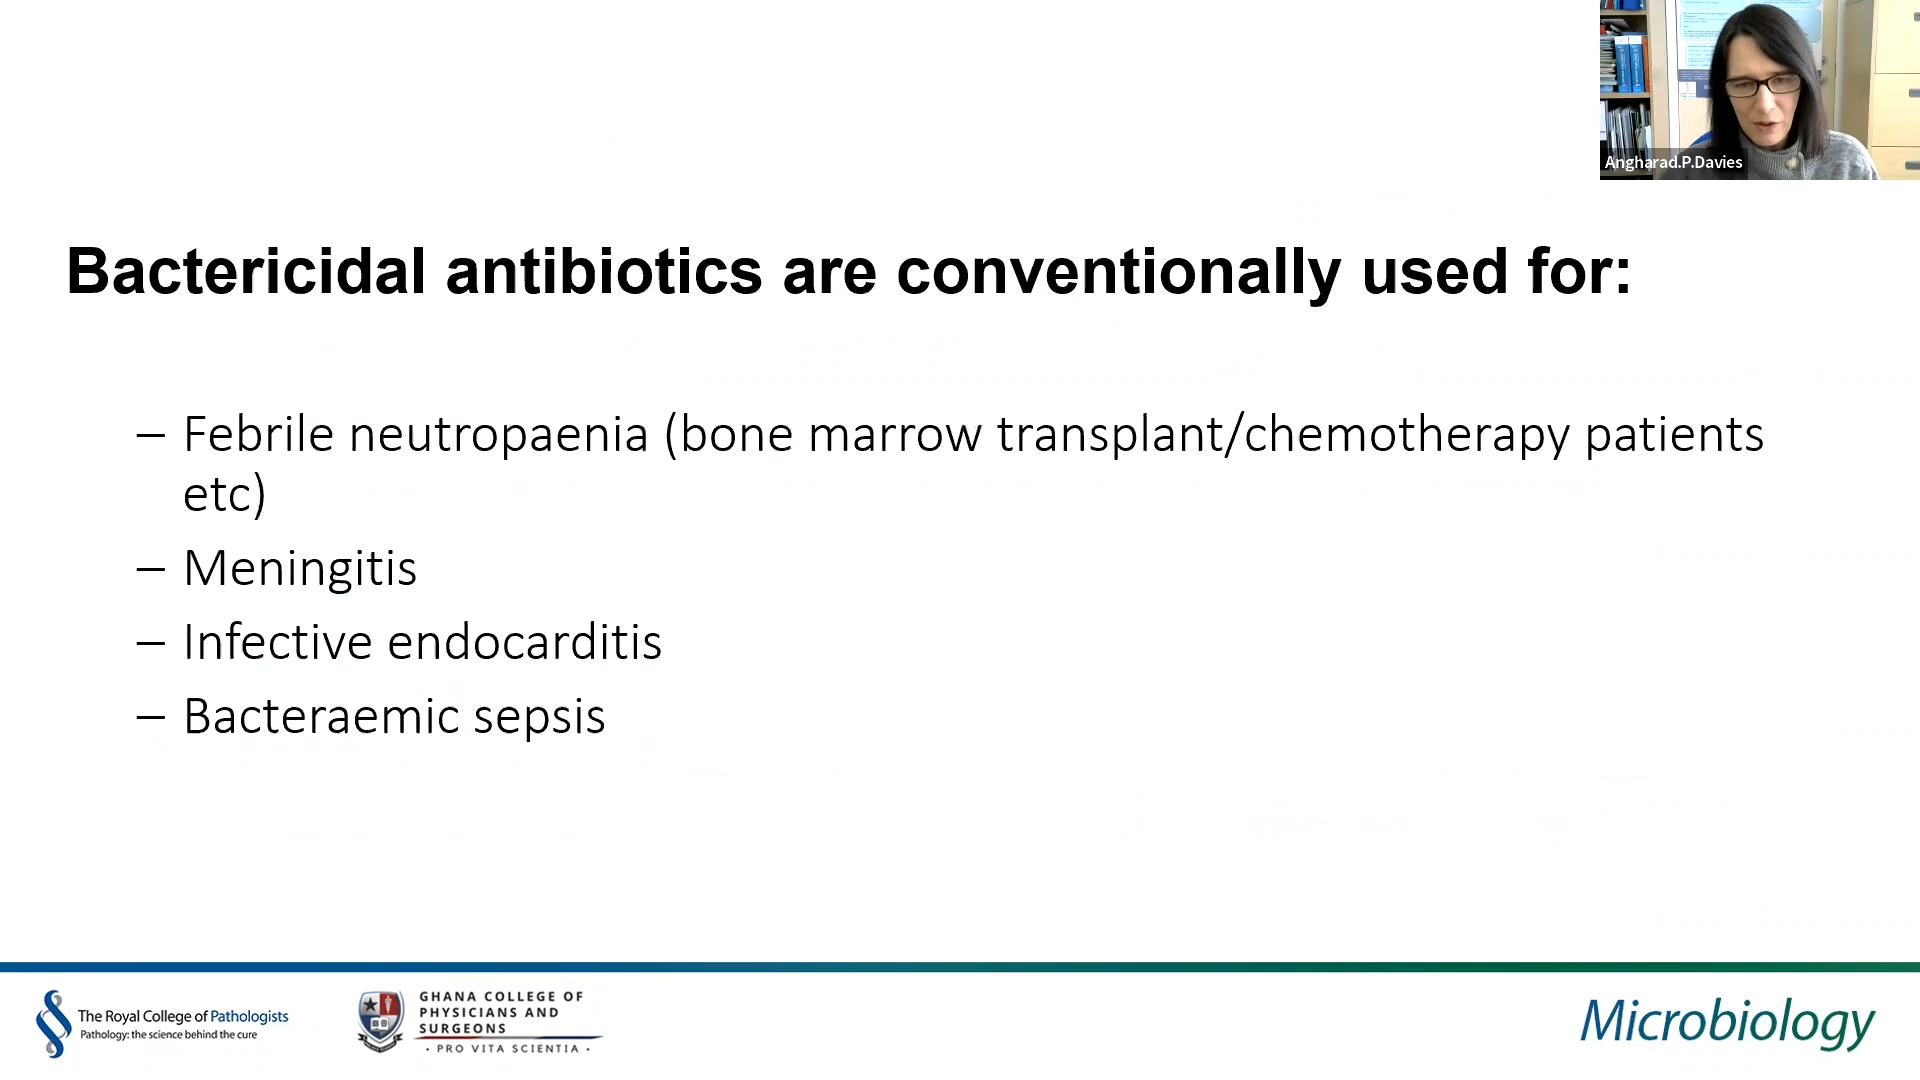 Angharad.P.Davies
Bactericidal antibiotics are conventionally used for:
– Febrile neutropaenia (bone marrow transplant/chemotherapy patients
etc)
– Meningitis
– Infective endocarditis
– Bacteraemic sepsis
The Royal College of Pathologists
Pathology: the science behind the cure
GHANA COLLEGE OF
PHYSICIANS AND
SURGEONS
· PRO VITA SCIENTIA ·
Microbiology